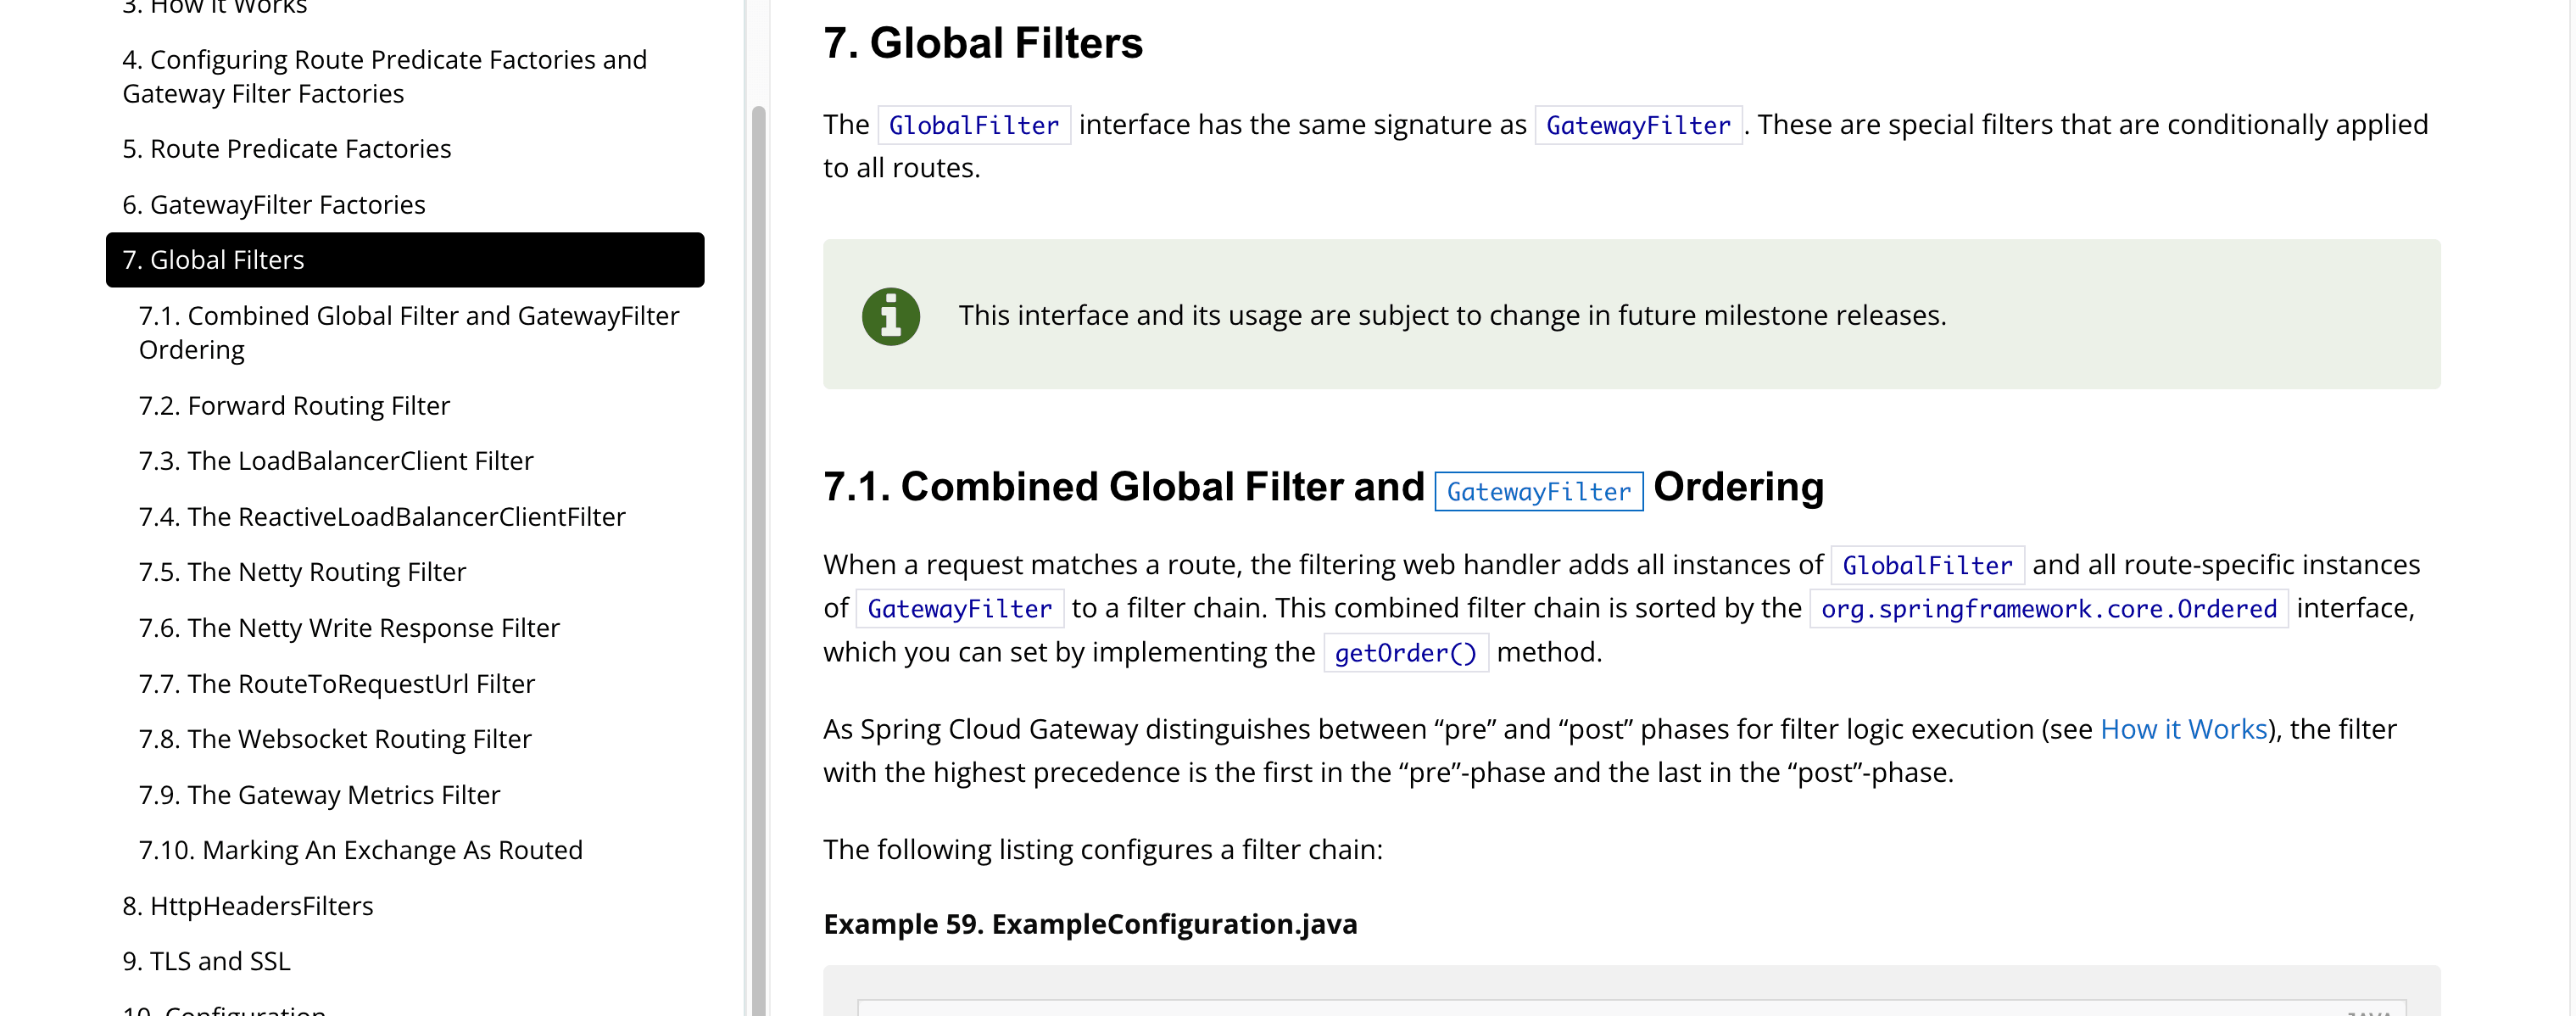 3. How It Works
4. Configuring Route Predicate Factories and
Gateway Filter Factories
5. Route Predicate Factories
6. GatewayFilter Factories
7. Global Filters
7.1. Combined Global Filter and GatewayFilter
Ordering
7.2. Forward Routing Filter
7.3. The LoadBalancerClient Filter
7.4. The ReactiveLoadBalancerClientFilter
7.5. The Netty Routing Filter
7.6. The Netty Write Response Filter
7.7. The RouteToRequestUrl Filter
7.8. The Websocket Routing Filter
7.9. The Gateway Metrics Filter
7.10. Marking An Exchange As Routed
8. HttpHeadersFilters
9. TLS and SSL
10. Configuration
7. Global Filters
The GlobalFilter interface has the same signature as GatewayFilter. These are special filters that are conditionally applied
to all routes.
This interface and its usage are subject to change in future milestone releases.
7.1. Combined Global Filter and GatewayFilter Ordering
When a request matches a route, the filtering web handler adds all instances of GlobalFilter and all route-specific instances
of GatewayFilter to a filter chain. This combined filter chain is sorted by the org.springframework.core.Ordered interface,
which you can set by implementing the getOrder() method.
As Spring Cloud Gateway distinguishes between “pre” and “post” phases for filter logic execution (see How it Works), the filter
with the highest precedence is the first in the “pre”-phase and the last in the “post”-phase.
The following listing configures a filter chain:
Example 59. ExampleConfiguration.java
JAVA